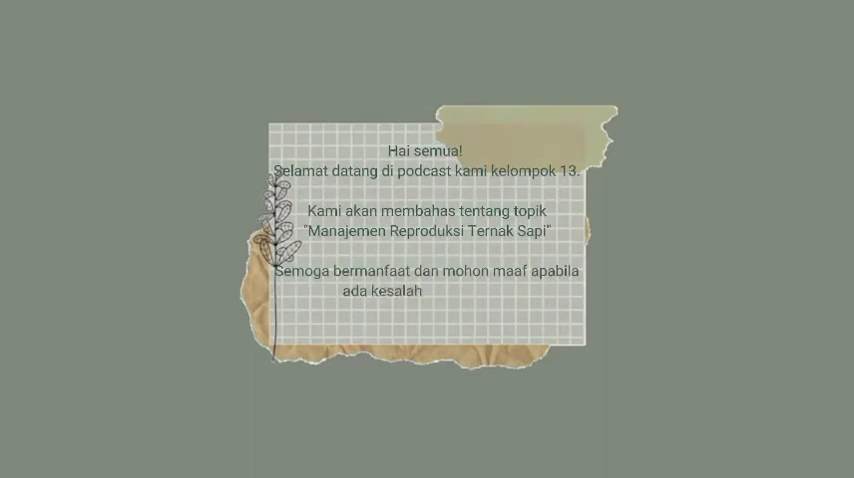 Hai semua!
Selamat datang di podcast kami kelompok 13.
Kami akan membahas tentang topik
"Manajemen Reproduksi Ternak Sapi"
Semoga bermanfaat dan mohon maaf apabila
ada kesalah